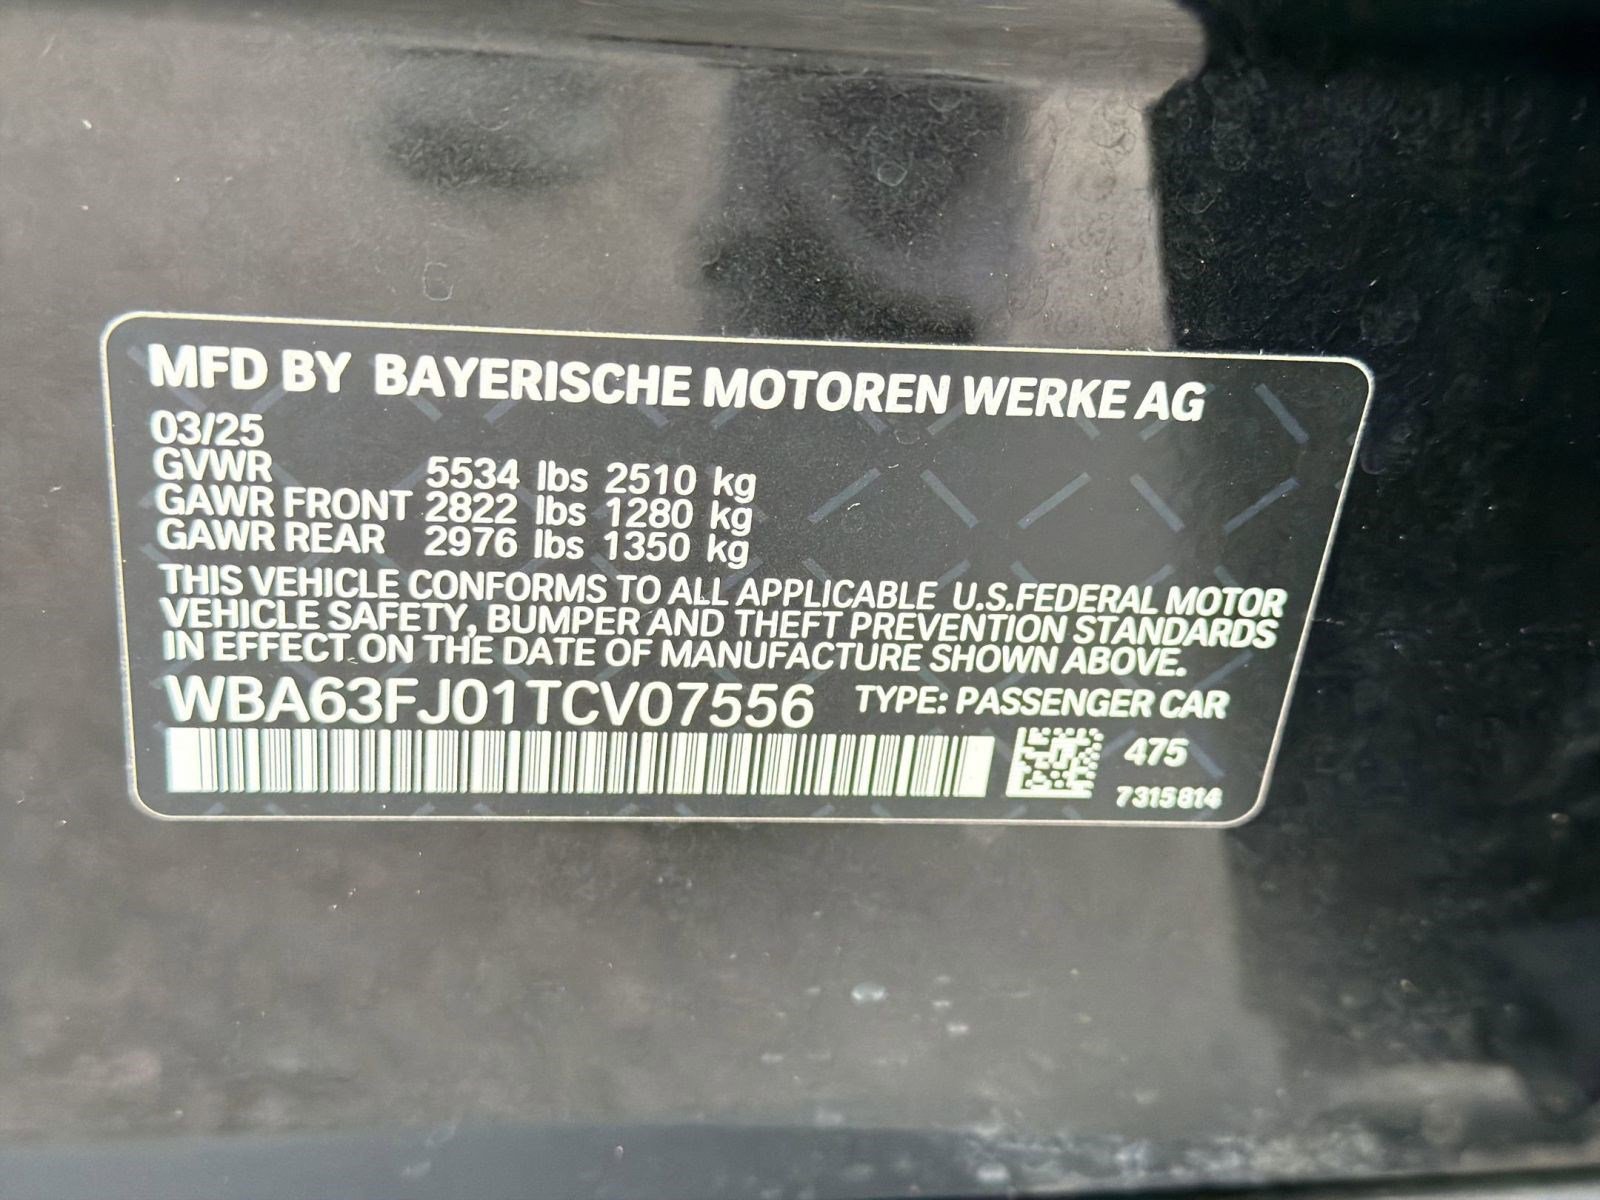 MFD BY BAYERISCHE MOTOREN WERKE AG
03/25
GVWR 5534 lbs 2510 kg
GAWR FRONT 2822 lbs 1280 kg
GAWR REAR 2976 lbs 1350 kg
THIS VEHICLE CONFORMS TO ALL APPLICABLE U.S.FEDERAL MOTOR
VEHICLE SAFETY, BUMPER AND THEFT PREVENTION STANDARDS
IN EFFECT ON THE DATE OF MANUFACTURE SHOWN ABOVE.
WBA63FJ01TCV07556 TYPE: PASSENGER CAR
475
7315814